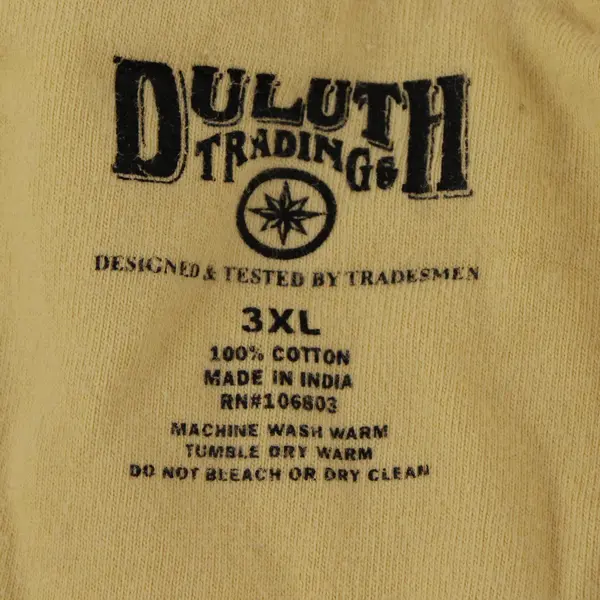 DULUTH
TRADING Co
DESIGNED & TESTED BY TRADESMEN
3XL
100% COTTON
MADE IN INDIA
RN#106803
MACHINE WASH WARM
TUMBLE DRY WARM
DO NOT BLEACH OR DRY CLEAN